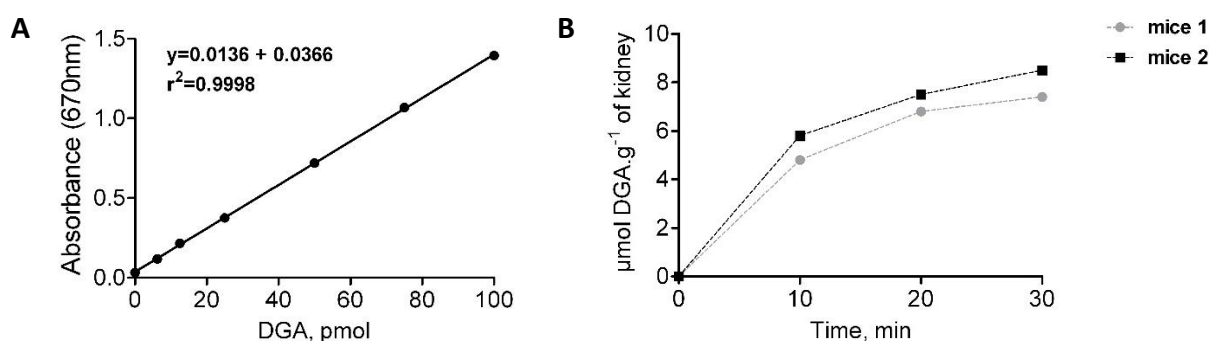 A
y=0.0136 + 0.0366
r²=0.9998
Absorbance (670nm)
1.5
1.0
0.5
0.0
0 20 40 60 80 100
DGA, pmol
B
µmol DGA.g⁻¹ of kidney
10
8
6
4
2
0
0 10 20 30
Time, min
mice 1
mice 2